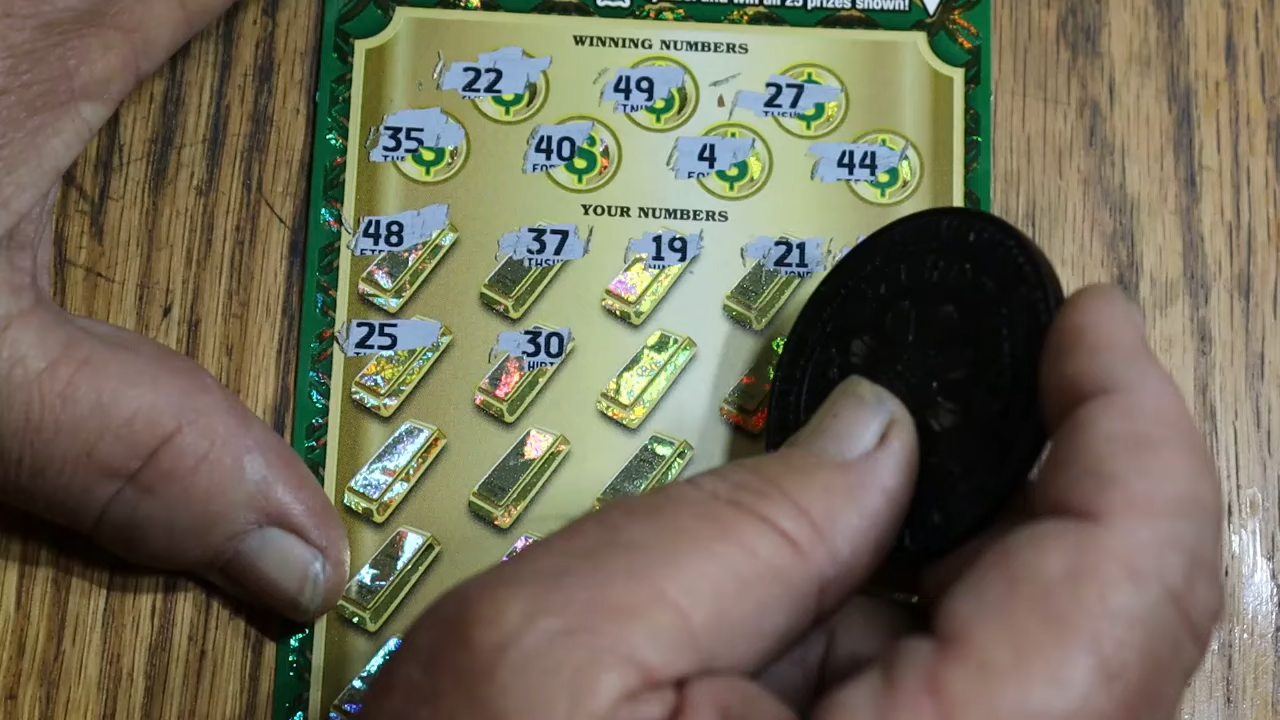 and win all 25 prizes shown!
WINNING NUMBERS
22 49 27
35 40 4 44
YOUR NUMBERS
48 37 19 21
25 30